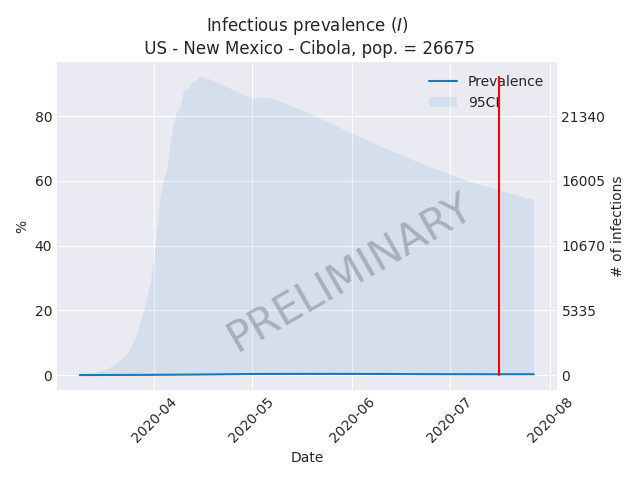 Infectious prevalence (I)
US - New Mexico - Cibola, pop. = 26675
Prevalence
95CI
80
60
40
20
0
%
21340
16005
10670
5335
0
# of infections
PRELIMINARY
2020-04
2020-05
2020-06
2020-07
2020-08
Date